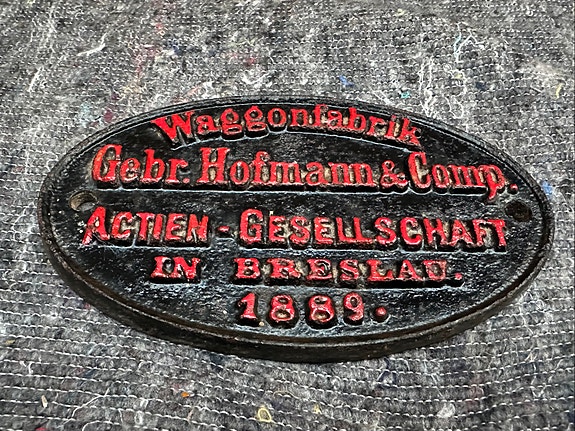 Waggonfabrik
Gebr. Hofmann & Comp.
ACTIEN - GESELLSCHAFT
IN BRESLAU.
1889.